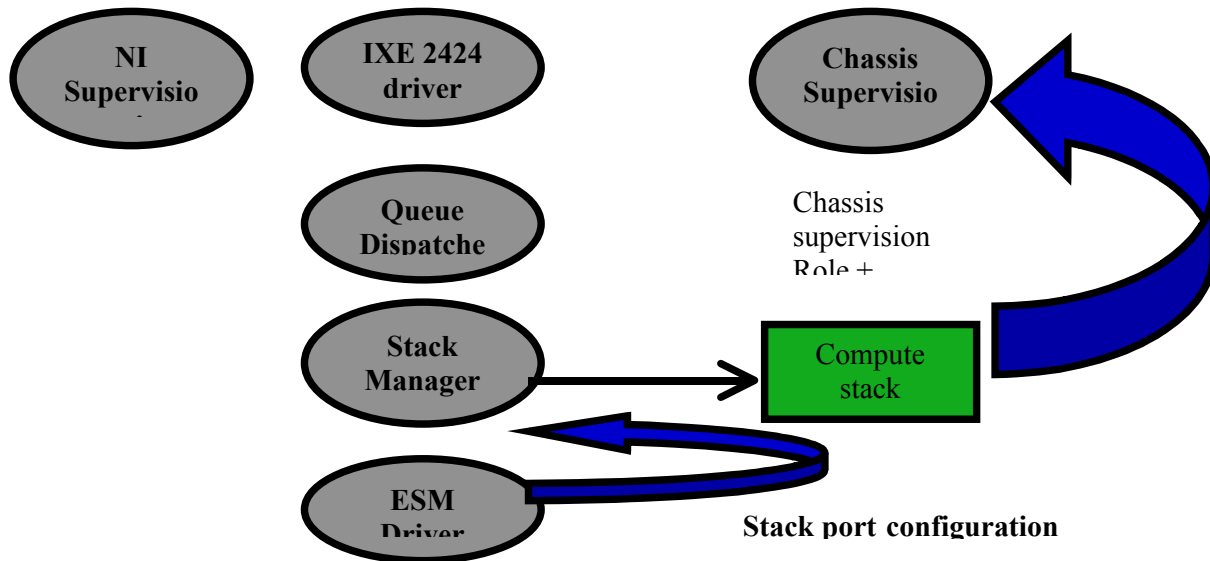 NI
Supervisio
IXE 2424
driver
Chassis
Supervisio
Queue
Dispatche
Chassis
supervision
Role +
Stack
Manager
Compute
stack
ESM
Driver
Stack port configuration